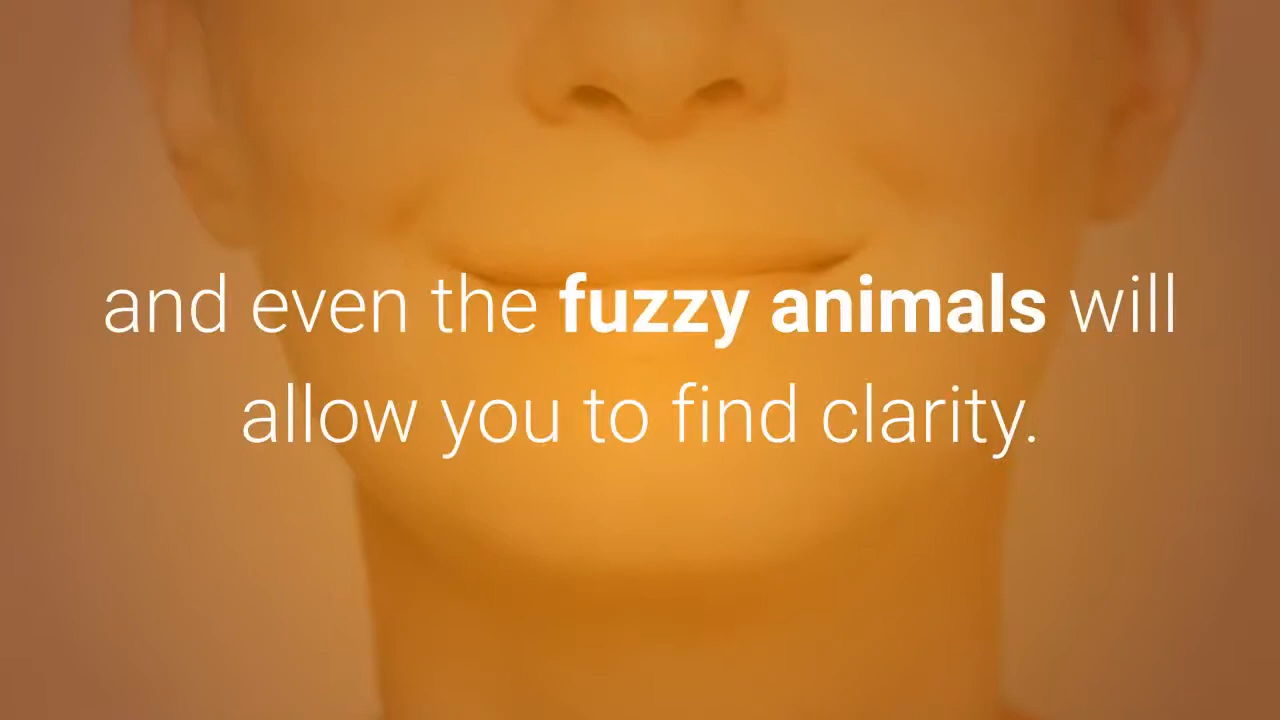 and even the fuzzy animals will
allow you to find clarity.